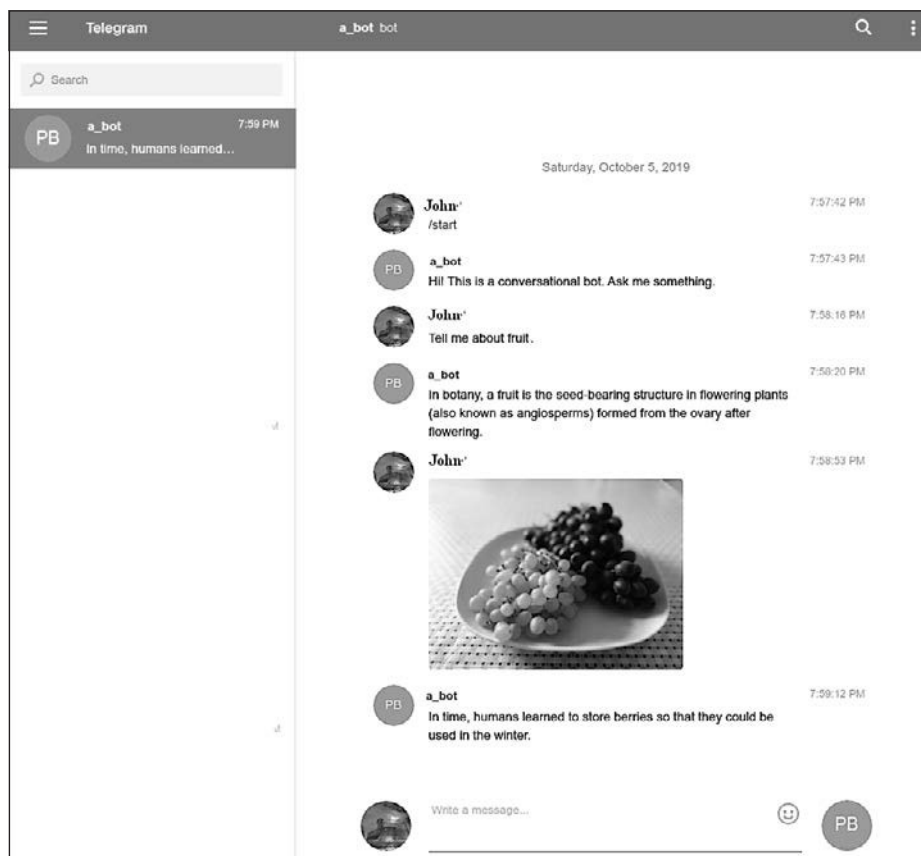 Telegram
a_bot bot
Search
PB
a_bot
7:59 PM
In time, humans learned...
Saturday, October 5, 2019
John
7:57:42 PM
/start
PB
a_bot
7:57:43 PM
Hi! This is a conversational bot. Ask me something.
John
7:58:16 PM
Tell me about fruit.
PB
a_bot
7:58:20 PM
In botany, a fruit is the seed-bearing structure in flowering plants
(also known as angiosperms) formed from the ovary after
flowering.
John
7:58:53 PM
PB
a_bot
7:59:12 PM
In time, humans learned to store berries so that they could be
used in the winter.
Write a message...
PB